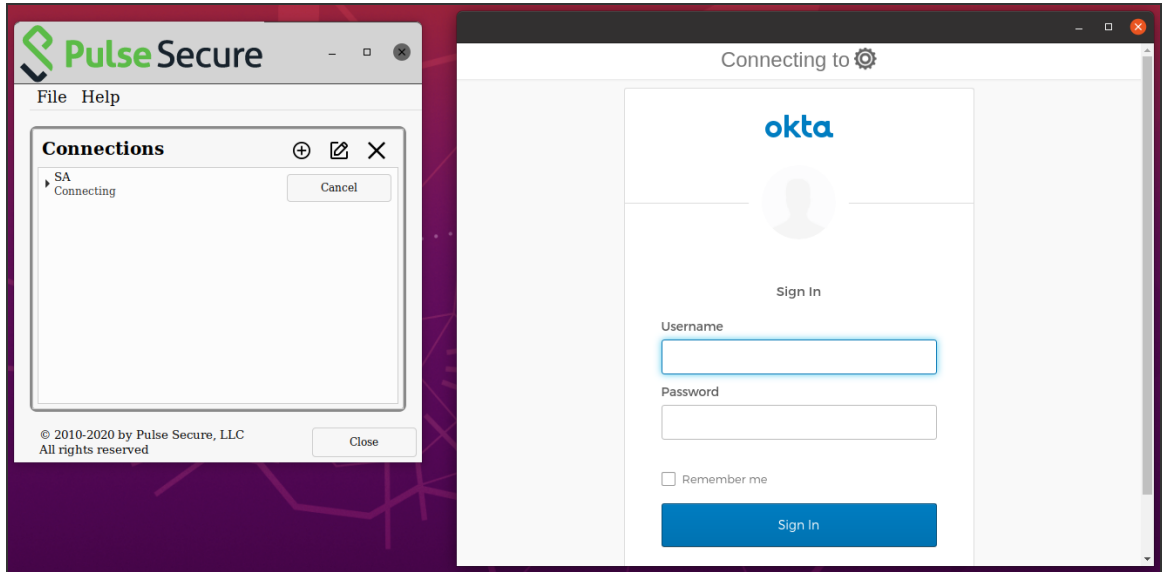 Pulse Secure
File Help
Connections
SA
Connecting
Cancel
© 2010-2020 by Pulse Secure, LLC
All rights reserved
Close
Connecting to
okta
Sign In
Username
Password
Remember me
Sign In